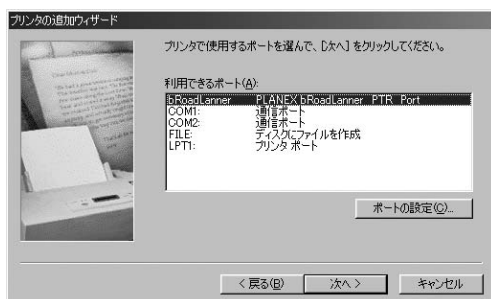 プリンタの追加ウィザード
プリンタで使用するポートを選んで、[次へ] をクリックしてください。
利用できるポート(A):
bRoadLanner PLANEX bRoadLanner PTR Port
COM1: 通信ポート
COM2: 通信ポート
FILE: ディスクにファイルを作成
LPT1: プリンタ ポート
ポートの設定(C)...
< 戻る(B)
次へ >
キャンセル